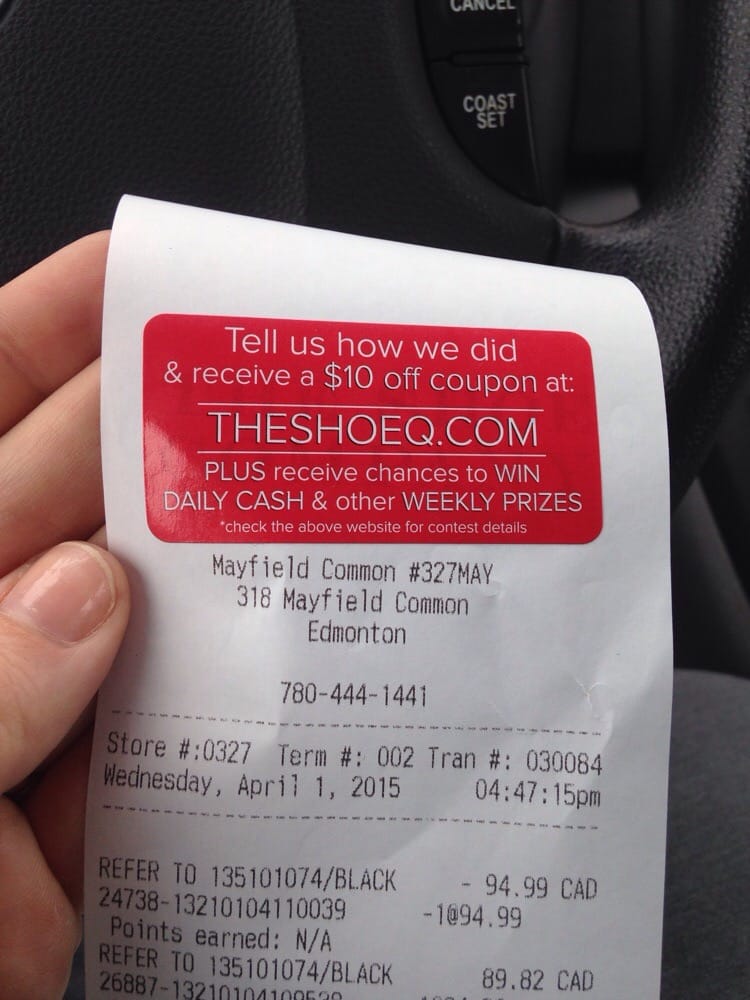 CANCEL
COAST
SET
Tell us how we did
& receive a $10 off coupon at:
THESHOEQ.COM
PLUS receive chances to WIN
DAILY CASH & other WEEKLY PRIZES
*check the above website for contest details
Mayfield Common #327MAY
318 Mayfield Common
Edmonton
780-444-1441
Store #:0327 Term #: 002 Tran #: 030084
Wednesday, April 1, 2015 04:47:15pm
REFER TO 135101074/BLACK - 94.99 CAD
24738-13210104110039 -1@94.99
Points earned: N/A
REFER TO 135101074/BLACK 89.82 CAD